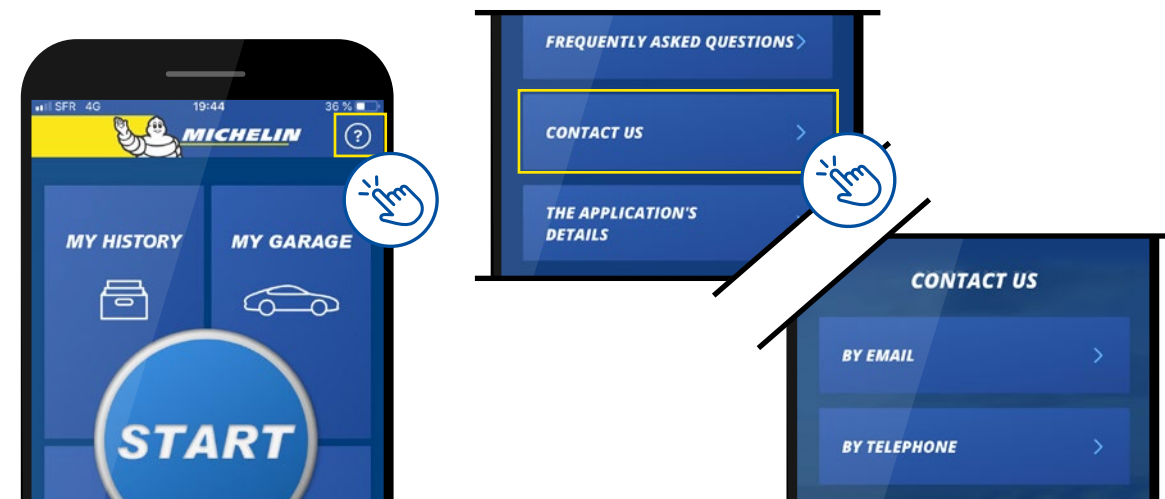 SFR 4G 19:44 36 %
MICHELIN ?
MY HISTORY MY GARAGE
START
FREQUENTLY ASKED QUESTIONS
CONTACT US
THE APPLICATION'S
DETAILS
CONTACT US
BY EMAIL
BY TELEPHONE